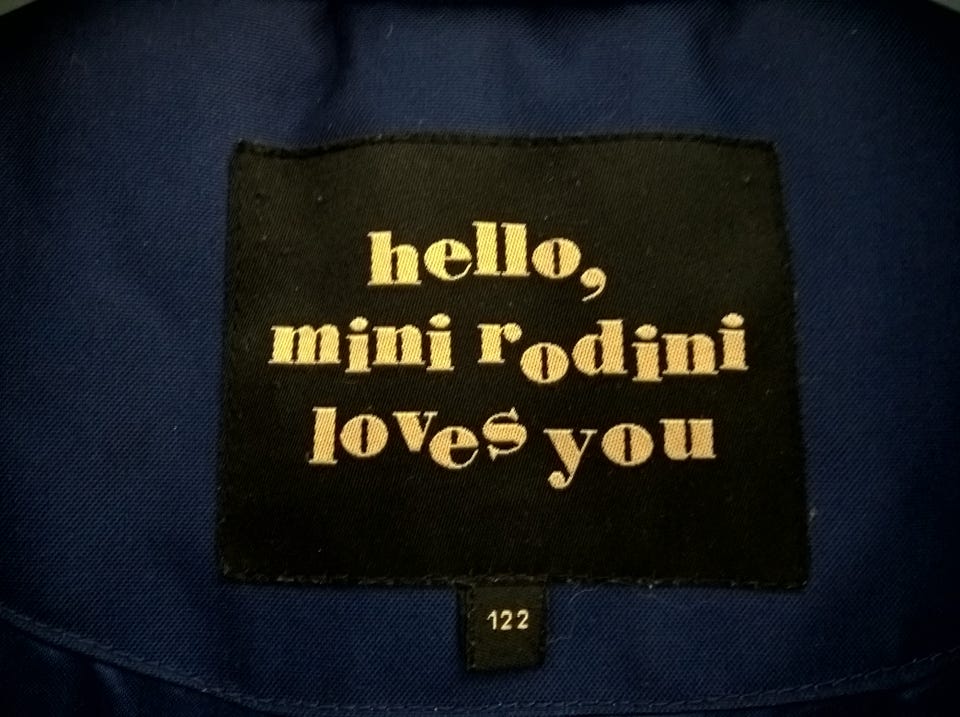 hello,
mini rodini
loves you
122